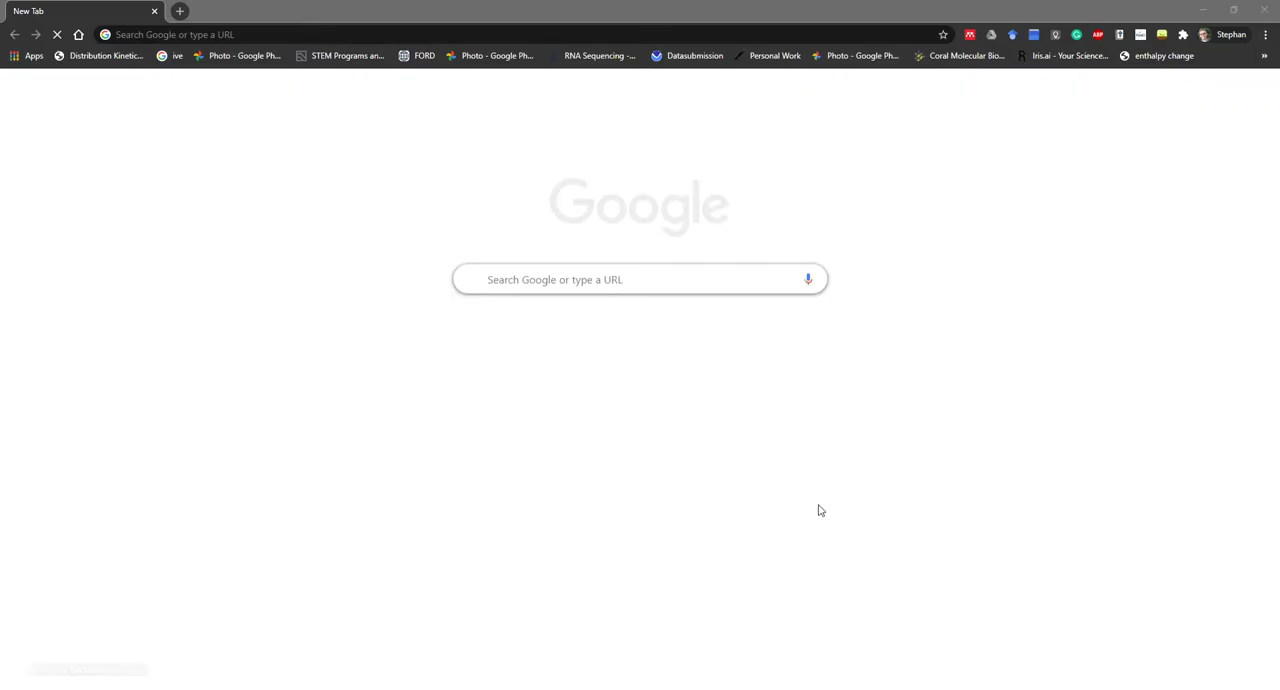 New Tab
Search Google or type a URL
ABP
Stephan
Apps
Distribution Kinetic...
ive
Photo - Google Ph...
STEM Programs an...
FORD
Photo - Google Ph...
RNA Sequencing -...
Datasubmission
Personal Work
Photo - Google Ph...
Coral Molecular Bio...
Iris.ai - Your Science...
enthalpy change
»
Google
Search Google or type a URL